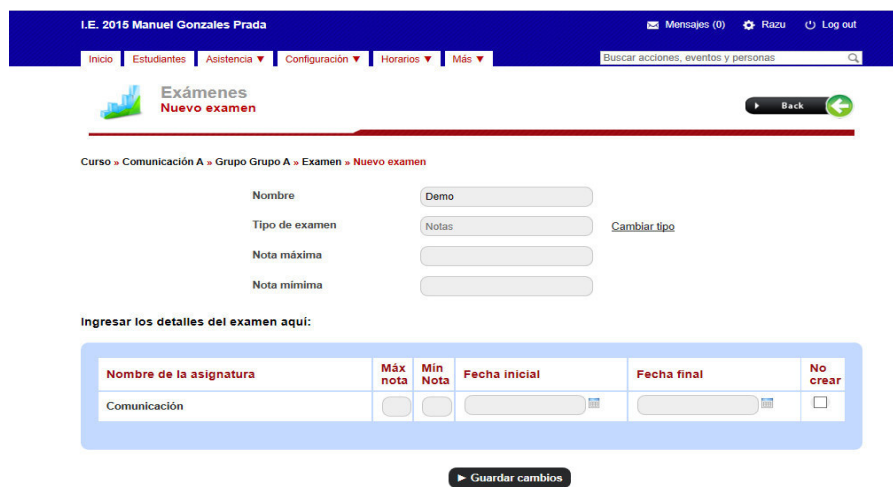 I.E. 2015 Manuel Gonzales Prada Mensajes (0) Razu Log out
Inicio Estudiantes Asistencia ▼ Configuración ▼ Horarios ▼ Más ▼ Buscar acciones, eventos y personas
Exámenes
Nuevo examen
Back
Curso » Comunicación A » Grupo Grupo A » Examen » Nuevo examen
Nombre Demo
Tipo de examen Notas Cambiar tipo
Nota máxima
Nota mímima
Ingresar los detalles del examen aquí:
Nombre de la asignatura Máx nota Mín Nota Fecha inicial Fecha final No crear
Comunicación
► Guardar cambios